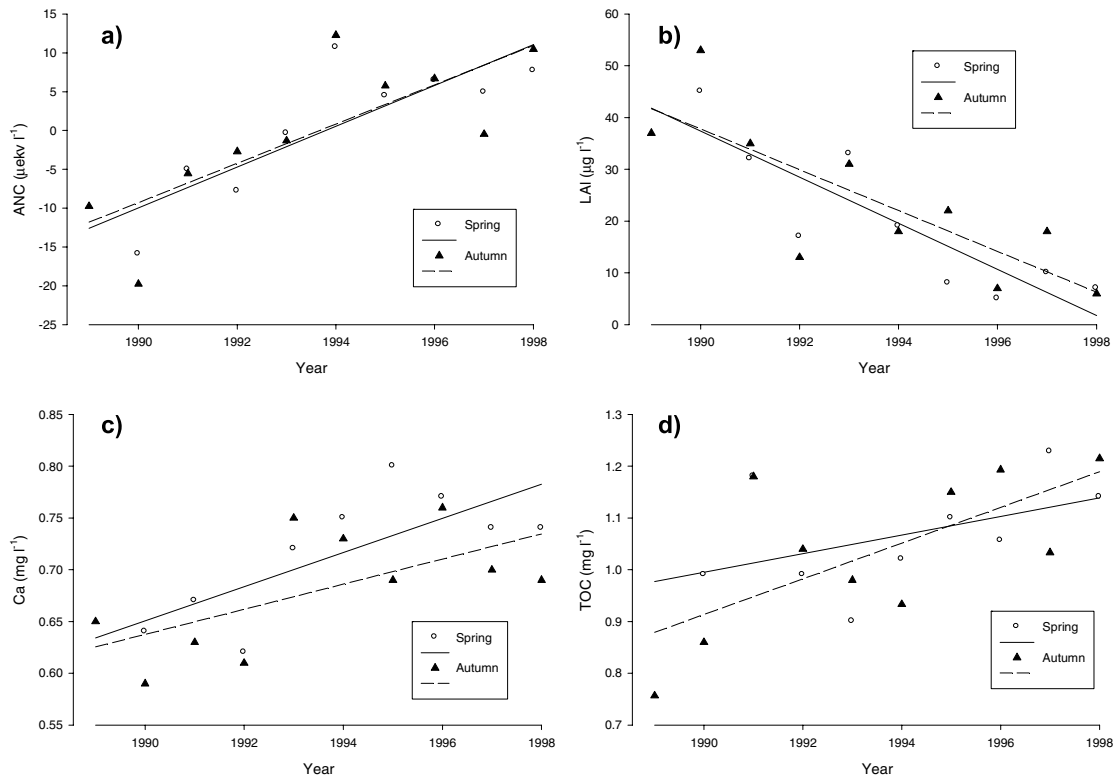 a)
15
10
5
0
-5
-10
-15
-20
-25
ANC (μekv l⁻¹)
1990 1992 1994 1996 1998
Year
Spring
Autumn
b)
60
50
40
30
20
10
0
LAl (μg l⁻¹)
1990 1992 1994 1996 1998
Year
Spring
Autumn
c)
0.85
0.80
0.75
0.70
0.65
0.60
0.55
Ca (mg l⁻¹)
1990 1992 1994 1996 1998
Year
Spring
Autumn
d)
1.3
1.2
1.1
1.0
0.9
0.8
0.7
TOC (mg l⁻¹)
1990 1992 1994 1996 1998
Year
Spring
Autumn